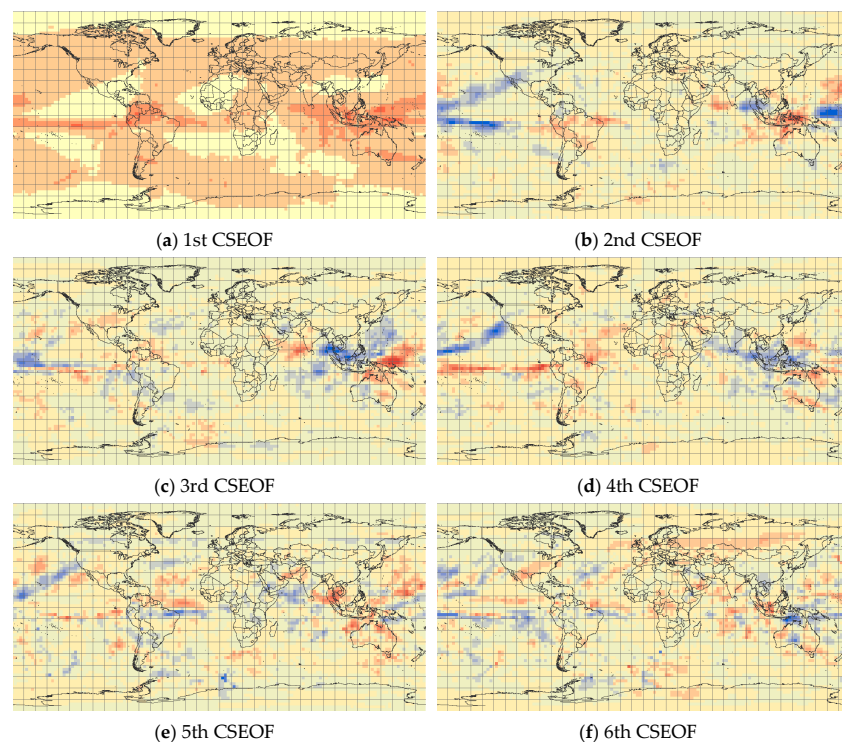 (a) 1st CSEOF
(b) 2nd CSEOF
(c) 3rd CSEOF
(d) 4th CSEOF
(e) 5th CSEOF
(f) 6th CSEOF